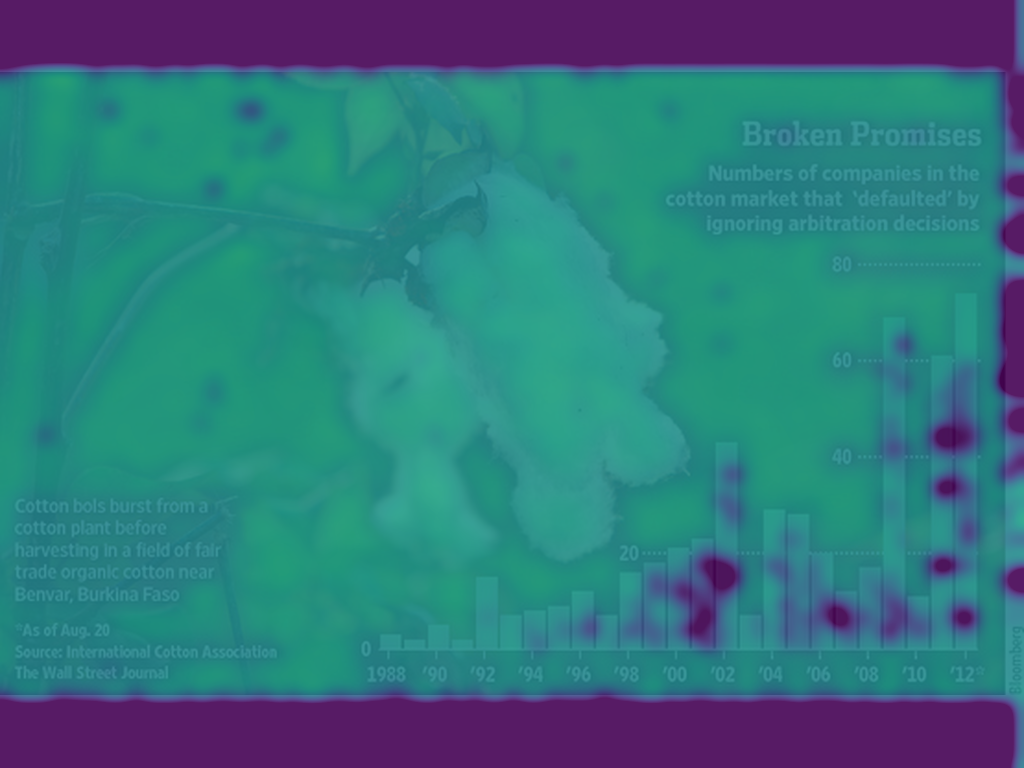 Broken Promises
Numbers of companies in the
cotton market that 'defaulted' by
ignoring arbitration decisions
80
60
40
20
0
1988 '90 '92 '94 '96 '98 '00 '02 '04 '06 '08 '10 '12*
Cotton bols burst from a
cotton plant before
harvesting in a field of fair
trade organic cotton near
Benvar, Burkina Faso
*As of Aug. 20
Source: International Cotton Association
The Wall Street Journal
Bloomberg